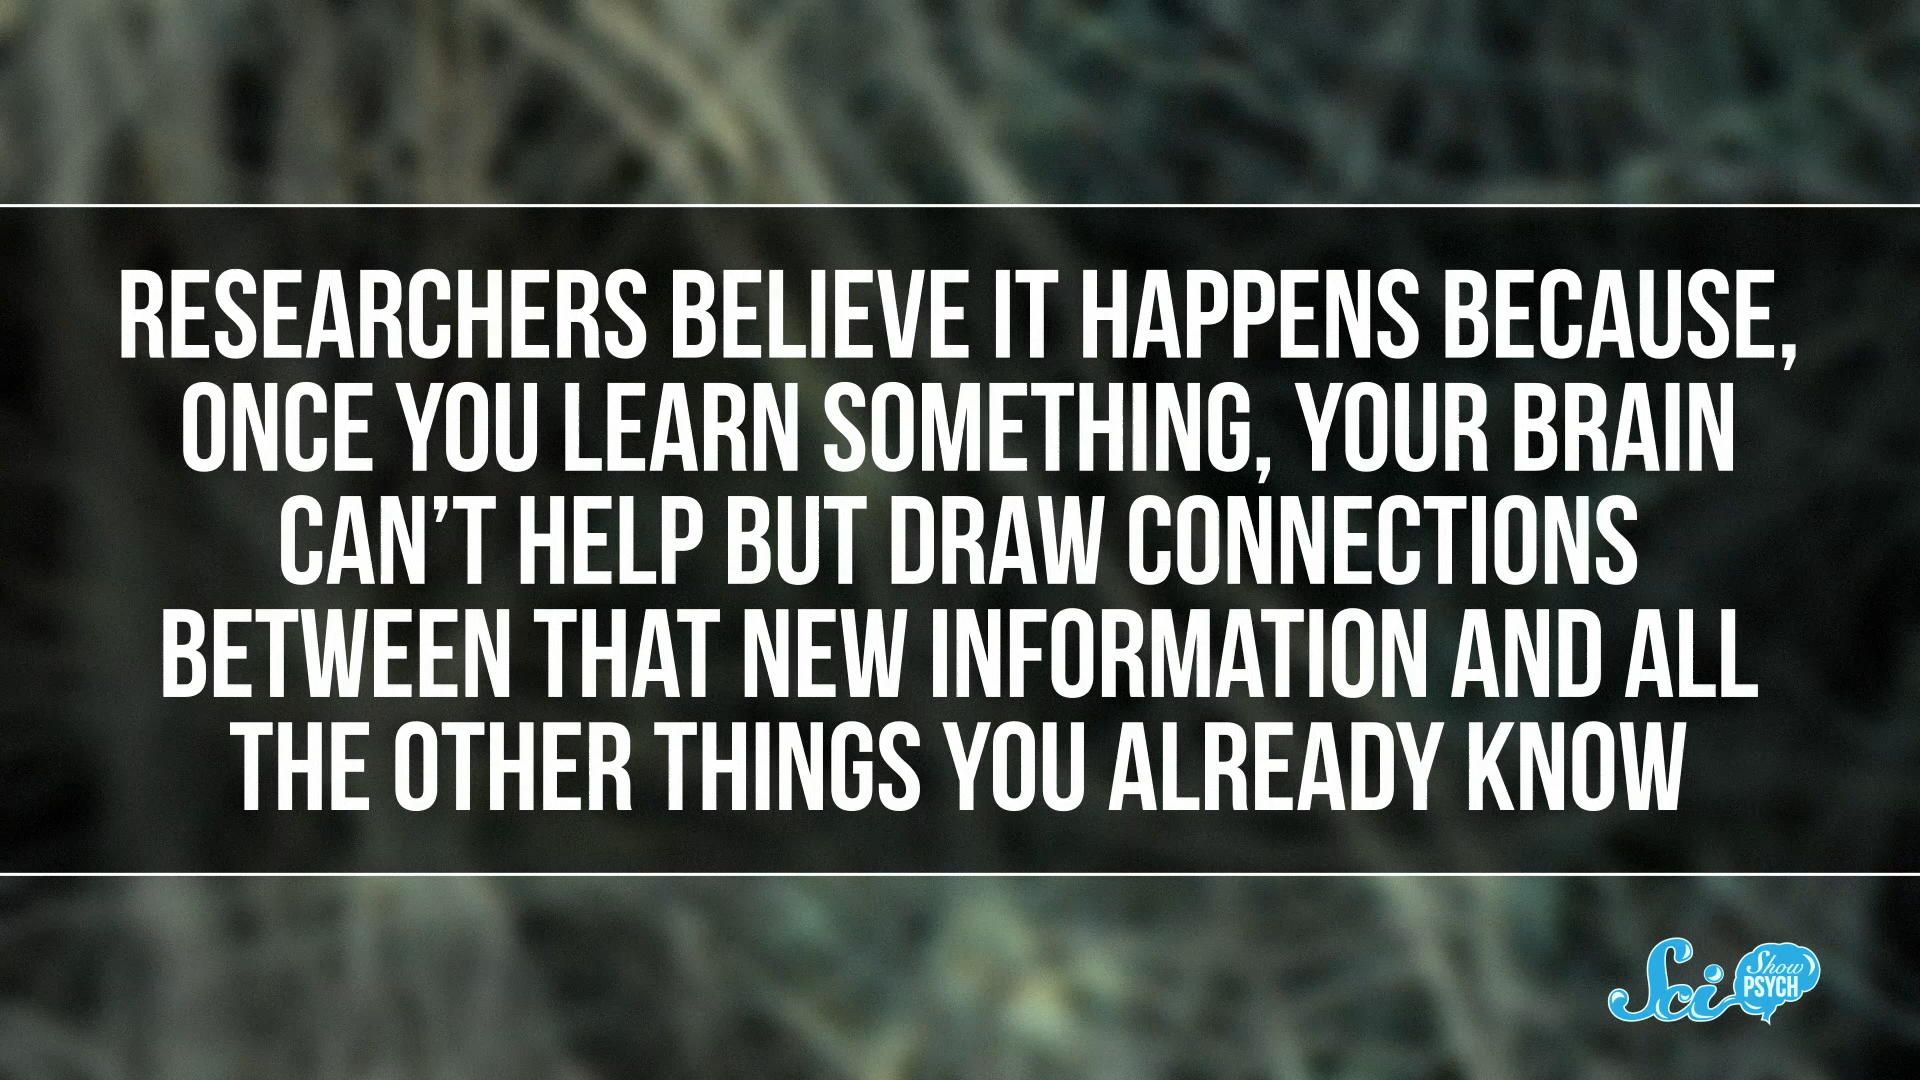 RESEARCHERS BELIEVE IT HAPPENS BECAUSE,
ONCE YOU LEARN SOMETHING, YOUR BRAIN
CAN'T HELP BUT DRAW CONNECTIONS
BETWEEN THAT NEW INFORMATION AND ALL
THE OTHER THINGS YOU ALREADY KNOW
Sci Show
PSYCH